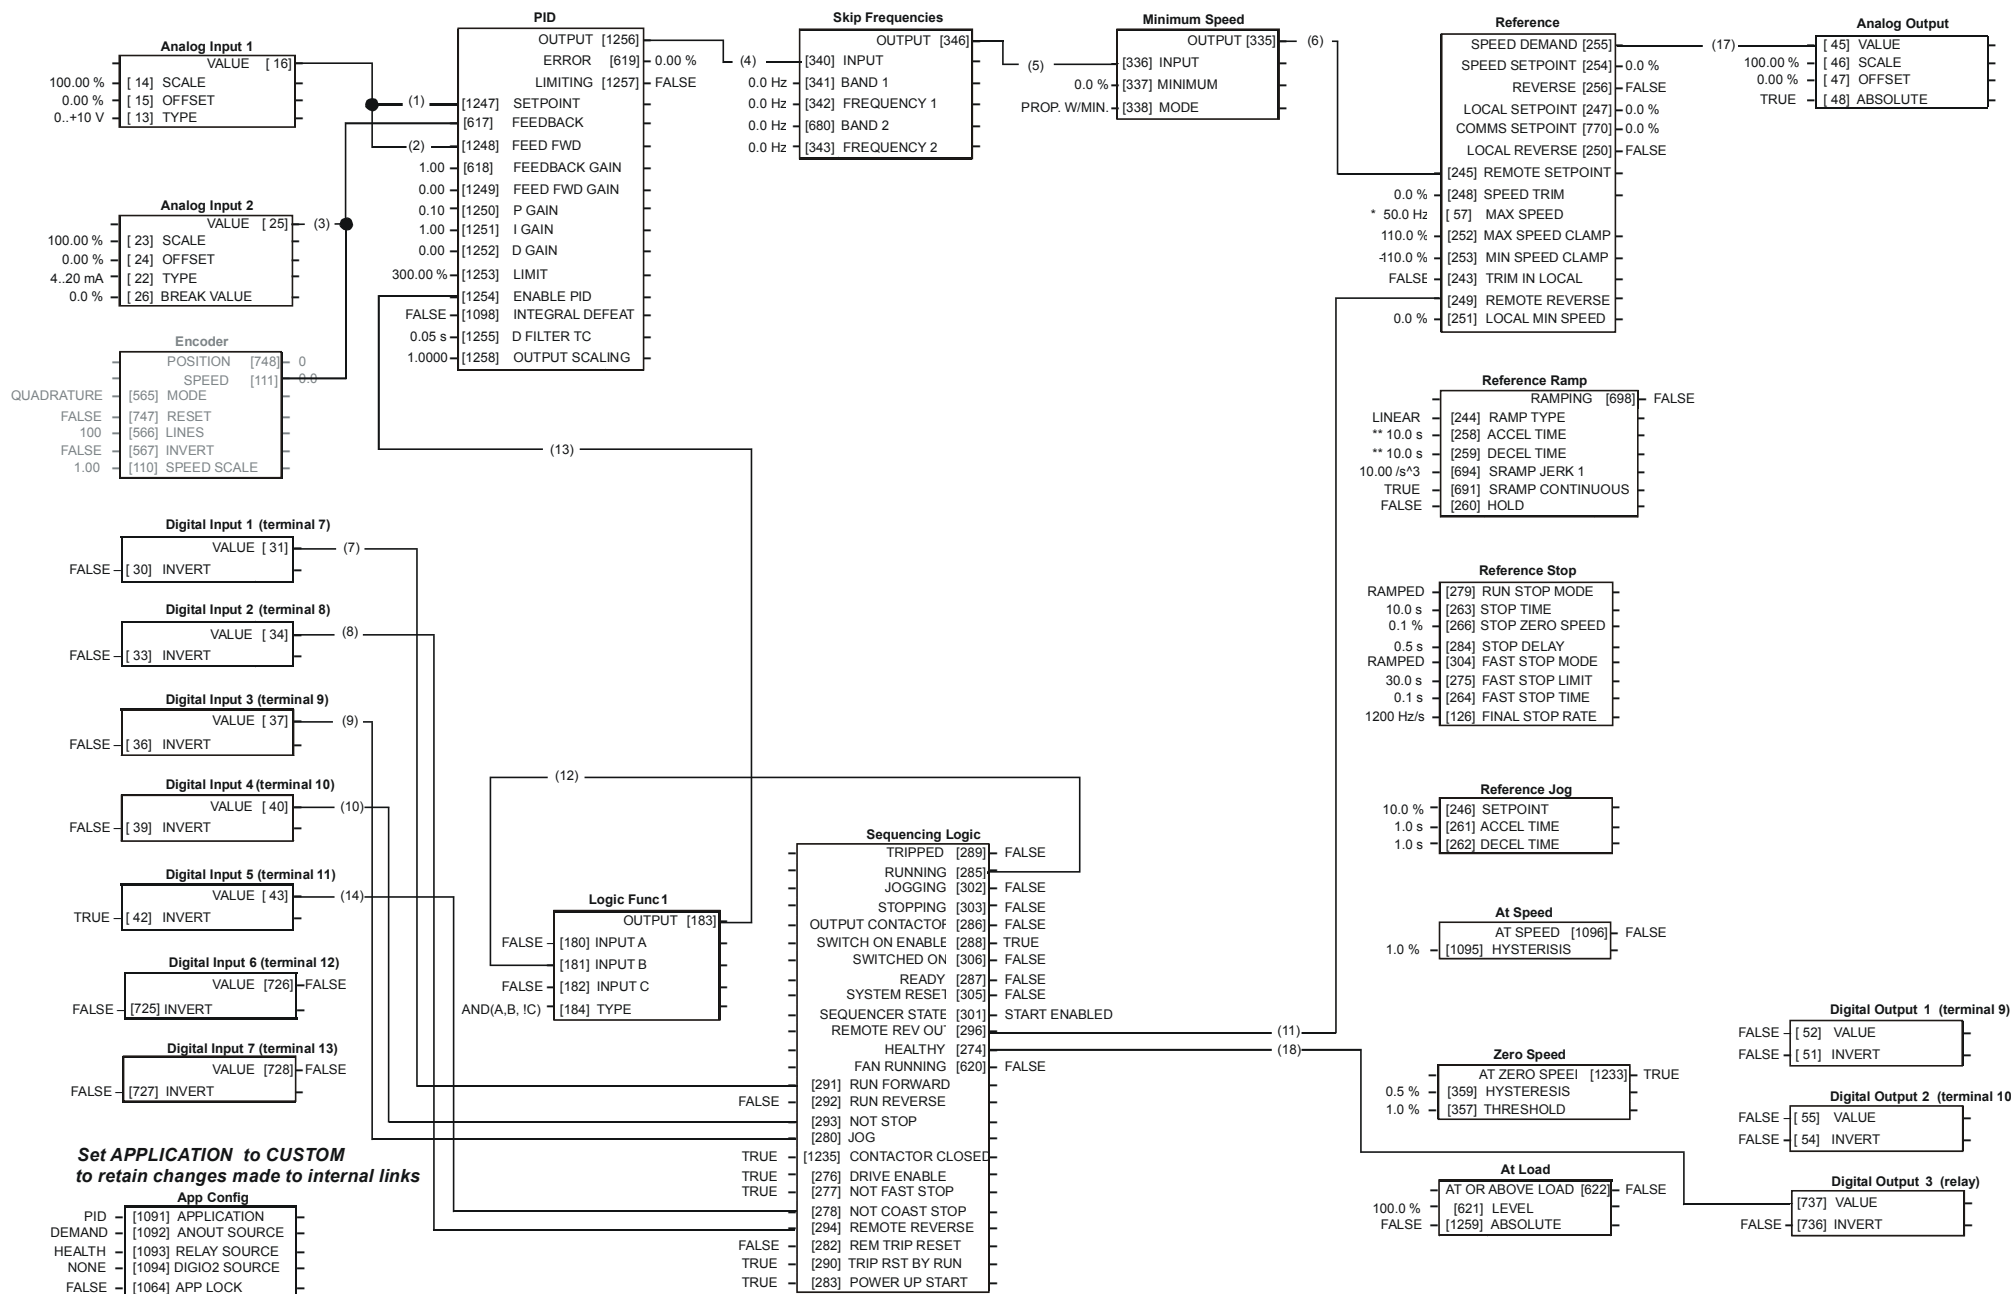 PID
OUTPUT [1256]
ERROR [619] 0.00 %
LIMITING [1257] FALSE
(1) [1247] SETPOINT
[617] FEEDBACK
(2) [1248] FEED FWD
1.00 [618] FEEDBACK GAIN
0.00 [1249] FEED FWD GAIN
0.10 [1250] P GAIN
1.00 [1251] I GAIN
0.00 [1252] D GAIN
300.00 % [1253] LIMIT
[1254] ENABLE PID
FALSE [1098] INTEGRAL DEFEAT
0.05 s [1255] D FILTER TC
1.0000 [1258] OUTPUT SCALING
(4)
Skip Frequencies
OUTPUT [346]
[340] INPUT
0.0 Hz [341] BAND 1
0.0 Hz [342] FREQUENCY 1
0.0 Hz [680] BAND 2
0.0 Hz [343] FREQUENCY 2
(5)
Minimum Speed
OUTPUT [335] (6)
[336] INPUT
0.0 % [337] MINIMUM
PROP. W/MIN. [338] MODE
Reference
SPEED DEMAND [255]
SPEED SETPOINT [254] 0.0 %
REVERSE [256] FALSE
LOCAL SETPOINT [247] 0.0 %
COMMS SETPOINT [770] 0.0 %
LOCAL REVERSE [250] FALSE
[245] REMOTE SETPOINT
0.0 % [248] SPEED TRIM
* 50.0 Hz [ 57] MAX SPEED
110.0 % [252] MAX SPEED CLAMP
-110.0 % [253] MIN SPEED CLAMP
FALSE [243] TRIM IN LOCAL
[249] REMOTE REVERSE
0.0 % [251] LOCAL MIN SPEED
(17)
Analog Output
[ 45] VALUE
100.00 % [ 46] SCALE
0.00 % [ 47] OFFSET
TRUE [ 48] ABSOLUTE
Analog Input 1
VALUE [ 16]
100.00 % [ 14] SCALE
0.00 % [ 15] OFFSET
0..+10 V [ 13] TYPE
Analog Input 2
VALUE [ 25] (3)
100.00 % [ 23] SCALE
0.00 % [ 24] OFFSET
4..20 mA [ 22] TYPE
0.0 % [ 26] BREAK VALUE
Encoder
POSITION [748] 0
SPEED [111] 0.0
QUADRATURE [565] MODE
FALSE [747] RESET
100 [566] LINES
FALSE [567] INVERT
1.00 [110] SPEED SCALE
(13)
Reference Ramp
RAMPING [698] FALSE
LINEAR [244] RAMP TYPE
** 10.0 s [258] ACCEL TIME
** 10.0 s [259] DECEL TIME
10.00 /s^3 [694] SRAMP JERK 1
TRUE [691] SRAMP CONTINUOUS
FALSE [260] HOLD
Digital Input 1 (terminal 7)
VALUE [ 31] (7)
FALSE [ 30] INVERT
Digital Input 2 (terminal 8)
VALUE [ 34] (8)
FALSE [ 33] INVERT
Digital Input 3 (terminal 9)
VALUE [ 37] (9)
FALSE [ 36] INVERT
Digital Input 4 (terminal 10)
VALUE [ 40] (10)
FALSE [ 39] INVERT
Digital Input 5 (terminal 11)
VALUE [ 43] (14)
TRUE [ 42] INVERT
Digital Input 6 (terminal 12)
VALUE [726] FALSE
FALSE [725] INVERT
Digital Input 7 (terminal 13)
VALUE [728] FALSE
FALSE [727] INVERT
Reference Stop
RAMPED [279] RUN STOP MODE
10.0 s [263] STOP TIME
0.1 % [266] STOP ZERO SPEED
0.5 s [284] STOP DELAY
RAMPED [304] FAST STOP MODE
30.0 s [275] FAST STOP LIMIT
0.1 s [264] FAST STOP TIME
1200 Hz/s [126] FINAL STOP RATE
Reference Jog
10.0 % [246] SETPOINT
1.0 s [261] ACCEL TIME
1.0 s [262] DECEL TIME
(12)
Logic Func1
OUTPUT [183]
FALSE [180] INPUT A
[181] INPUT B
FALSE [182] INPUT C
AND(A,B, !C) [184] TYPE
Sequencing Logic
TRIPPED [289] FALSE
RUNNING [285]
JOGGING [302] FALSE
STOPPING [303] FALSE
OUTPUT CONTACTOF [286] FALSE
SWITCH ON ENABLE [288] TRUE
SWITCHED ON [306] FALSE
READY [287] FALSE
SYSTEM RESET [305] FALSE
SEQUENCER STATE [301] START ENABLED
REMOTE REV OU [296] (11)
HEALTHY [274] (18)
FAN RUNNING [620] FALSE
[291] RUN FORWARD
FALSE [292] RUN REVERSE
[293] NOT STOP
[280] JOG
TRUE [1235] CONTACTOR CLOSED
TRUE [276] DRIVE ENABLE
TRUE [277] NOT FAST STOP
[278] NOT COAST STOP
[294] REMOTE REVERSE
FALSE [282] REM TRIP RESET
TRUE [290] TRIP RST BY RUN
TRUE [283] POWER UP START
At Speed
AT SPEED [1096] FALSE
1.0 % [1095] HYSTERISIS
Zero Speed
AT ZERO SPEEI [1233] TRUE
0.5 % [359] HYSTERESIS
1.0 % [357] THRESHOLD
At Load
AT OR ABOVE LOAD [622] FALSE
100.0 % [621] LEVEL
FALSE [1259] ABSOLUTE
Digital Output 1 (terminal 9)
FALSE [ 52] VALUE
FALSE [ 51] INVERT
Digital Output 2 (terminal 10
FALSE [ 55] VALUE
FALSE [ 54] INVERT
Digital Output 3 (relay)
[737] VALUE
FALSE [736] INVERT
Set APPLICATION to CUSTOM
to retain changes made to internal links
App Config
PID [1091] APPLICATION
DEMAND [1092] ANOUT SOURCE
HEALTH [1093] RELAY SOURCE
NONE [1094] DIGIO2 SOURCE
FALSE [1064] APP LOCK